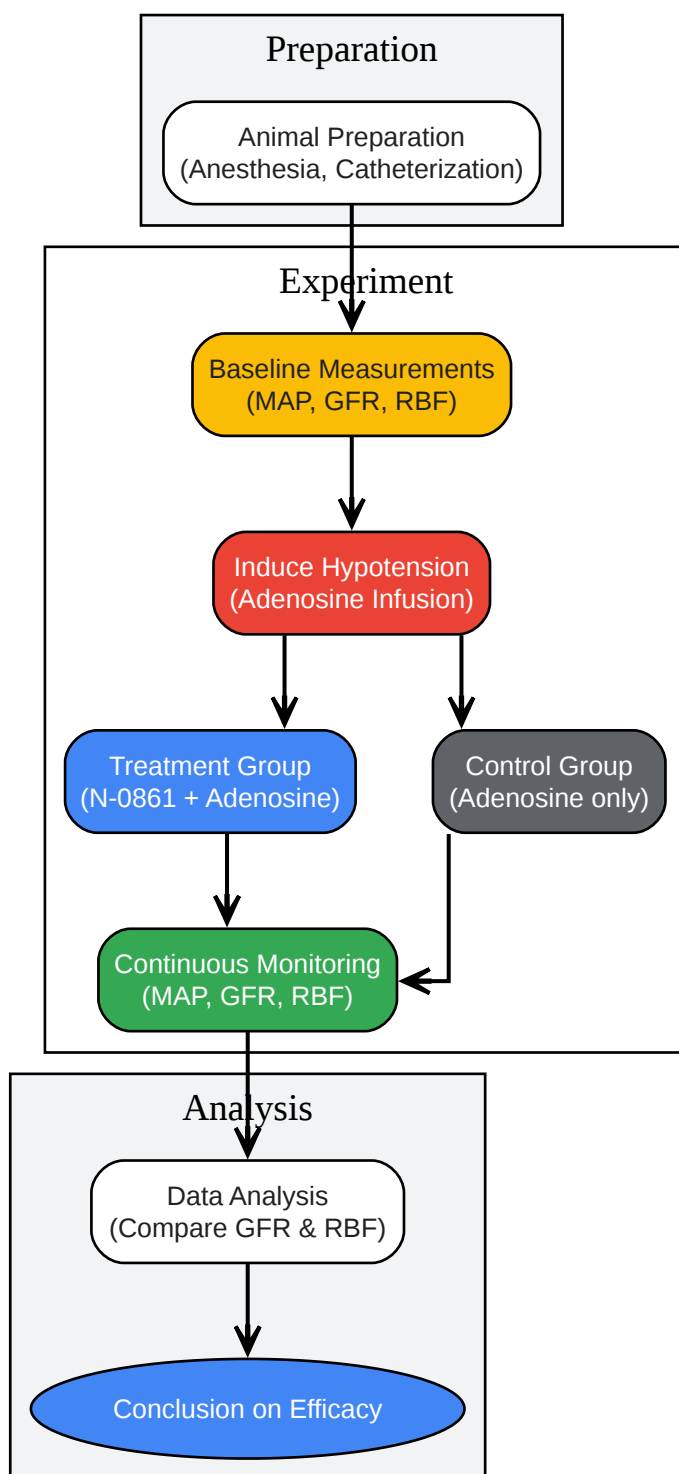 Preparation
Animal Preparation
(Anesthesia, Catheterization)
Experiment
Baseline Measurements
(MAP, GFR, RBF)
Induce Hypotension
(Adenosine Infusion)
Treatment Group
(N-0861 + Adenosine)
Control Group
(Adenosine only)
Continuous Monitoring
(MAP, GFR, RBF)
Analysis
Data Analysis
(Compare GFR & RBF)
Conclusion on Efficacy